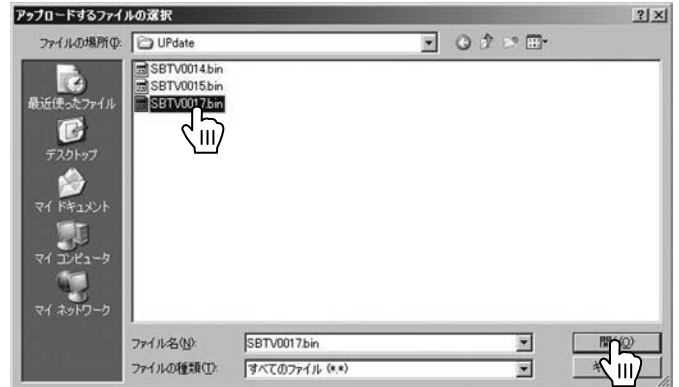 アップロードするファイルの選択
ファイルの場所(I):
UPdate
SBTV0014.bin
SBTV0015.bin
SBTV0017.bin
最近使ったファイル
デスクトップ
マイ ドキュメント
マイ コンピュータ
マイ ネットワーク
ファイル名(N):
SBTV0017.bin
ファイルの種類(T):
すべてのファイル (*.*)